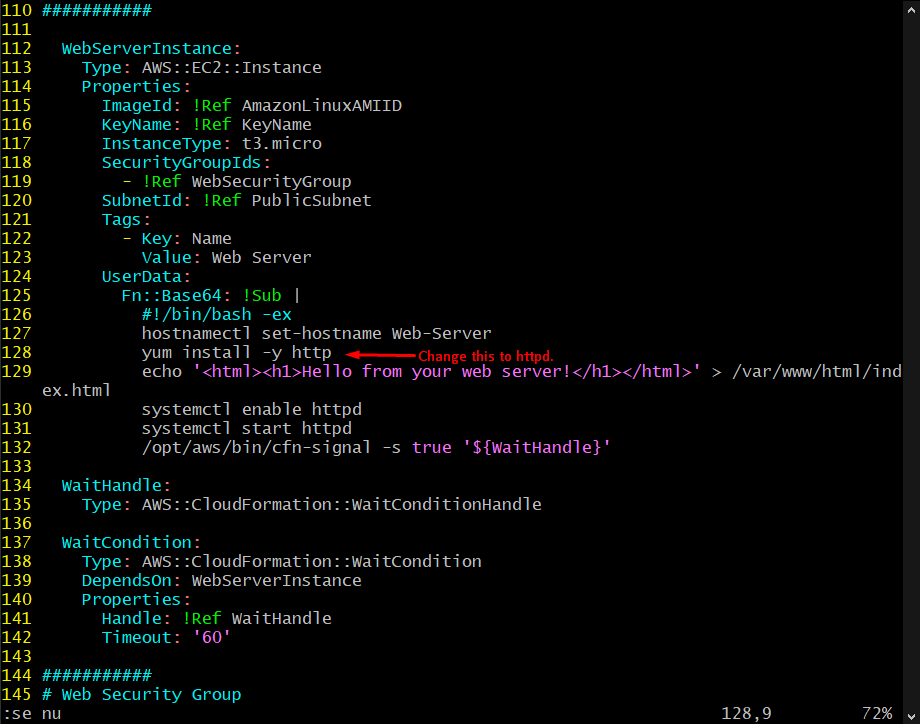 110 ###########
111
112   WebServerInstance:
113     Type: AWS::EC2::Instance
114     Properties:
115       ImageId: !Ref AmazonLinuxAMIID
116       KeyName: !Ref KeyName
117       InstanceType: t3.micro
118       SecurityGroupIds:
119         - !Ref WebSecurityGroup
120       SubnetId: !Ref PublicSubnet
121       Tags:
122         - Key: Name
123           Value: Web Server
124       UserData:
125         Fn::Base64: !Sub |
126           #!/bin/bash -ex
127           hostnamectl set-hostname Web-Server
128           yum install -y http Change this to httpd.
129           echo '<html><h1>Hello from your web server!</h1></html>' > /var/www/html/ind
ex.html
130           systemctl enable httpd
131           systemctl start httpd
132           /opt/aws/bin/cfn-signal -s true '${WaitHandle}'
133
134   WaitHandle:
135     Type: AWS::CloudFormation::WaitConditionHandle
136
137   WaitCondition:
138     Type: AWS::CloudFormation::WaitCondition
139     DependsOn: WebServerInstance
140     Properties:
141       Handle: !Ref WaitHandle
142       Timeout: '60'
143
144 ###########
145 # Web Security Group
:se nu 128,9 72%